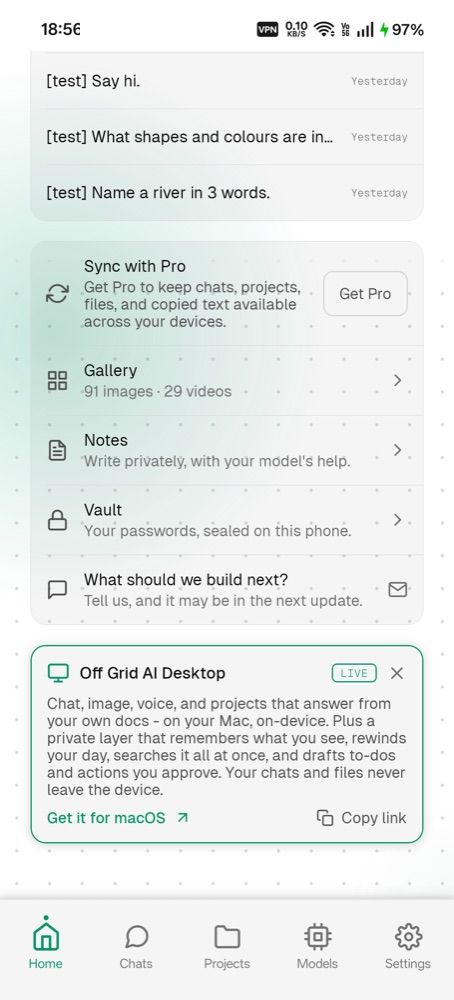 18:56
VPN 0.10 KB/S Vo 5G 97%
[test] Say hi. Yesterday
[test] What shapes and colours are in... Yesterday
[test] Name a river in 3 words. Yesterday
Sync with Pro
Get Pro to keep chats, projects,
files, and copied text available
across your devices.
Get Pro
Gallery
91 images · 29 videos
Notes
Write privately, with your model's help.
Vault
Your passwords, sealed on this phone.
What should we build next?
Tell us, and it may be in the next update.
Off Grid AI Desktop LIVE
Chat, image, voice, and projects that answer from
your own docs - on your Mac, on-device. Plus a
private layer that remembers what you see, rewinds
your day, searches it all at once, and drafts to-dos
and actions you approve. Your chats and files never
leave the device.
Get it for macOS Copy link
Home Chats Projects Models Settings